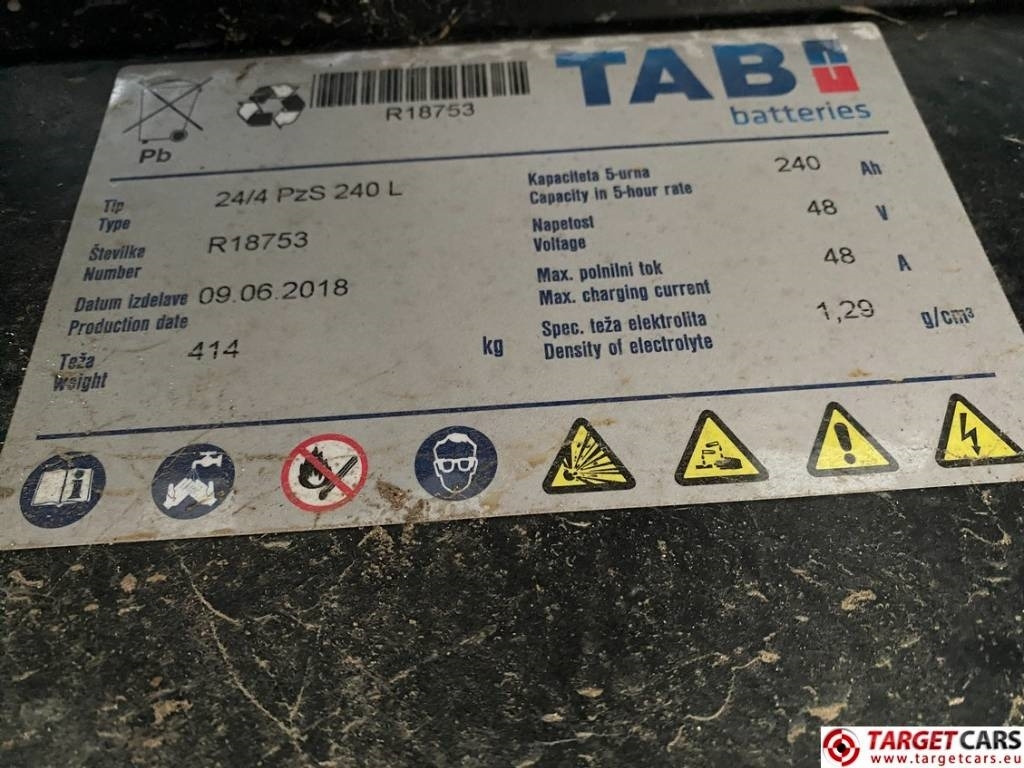 TAB
batteries
R18753
Pb
Tip 24/4 PzS 240 L
Type
Številka R18753
Number
Datum izdelave 09.06.2018
Production date
Teža 414 kg
Weight
Kapaciteta 5-urna 240 Ah
Capacity in 5-hour rate
Napetost 48 V
Voltage
Max. polnilni tok 48 A
Max. charging current
Spec. teža elektrolita 1,29 g/cm³
Density of electrolyte
TARGETCARS
www.targetcars.eu